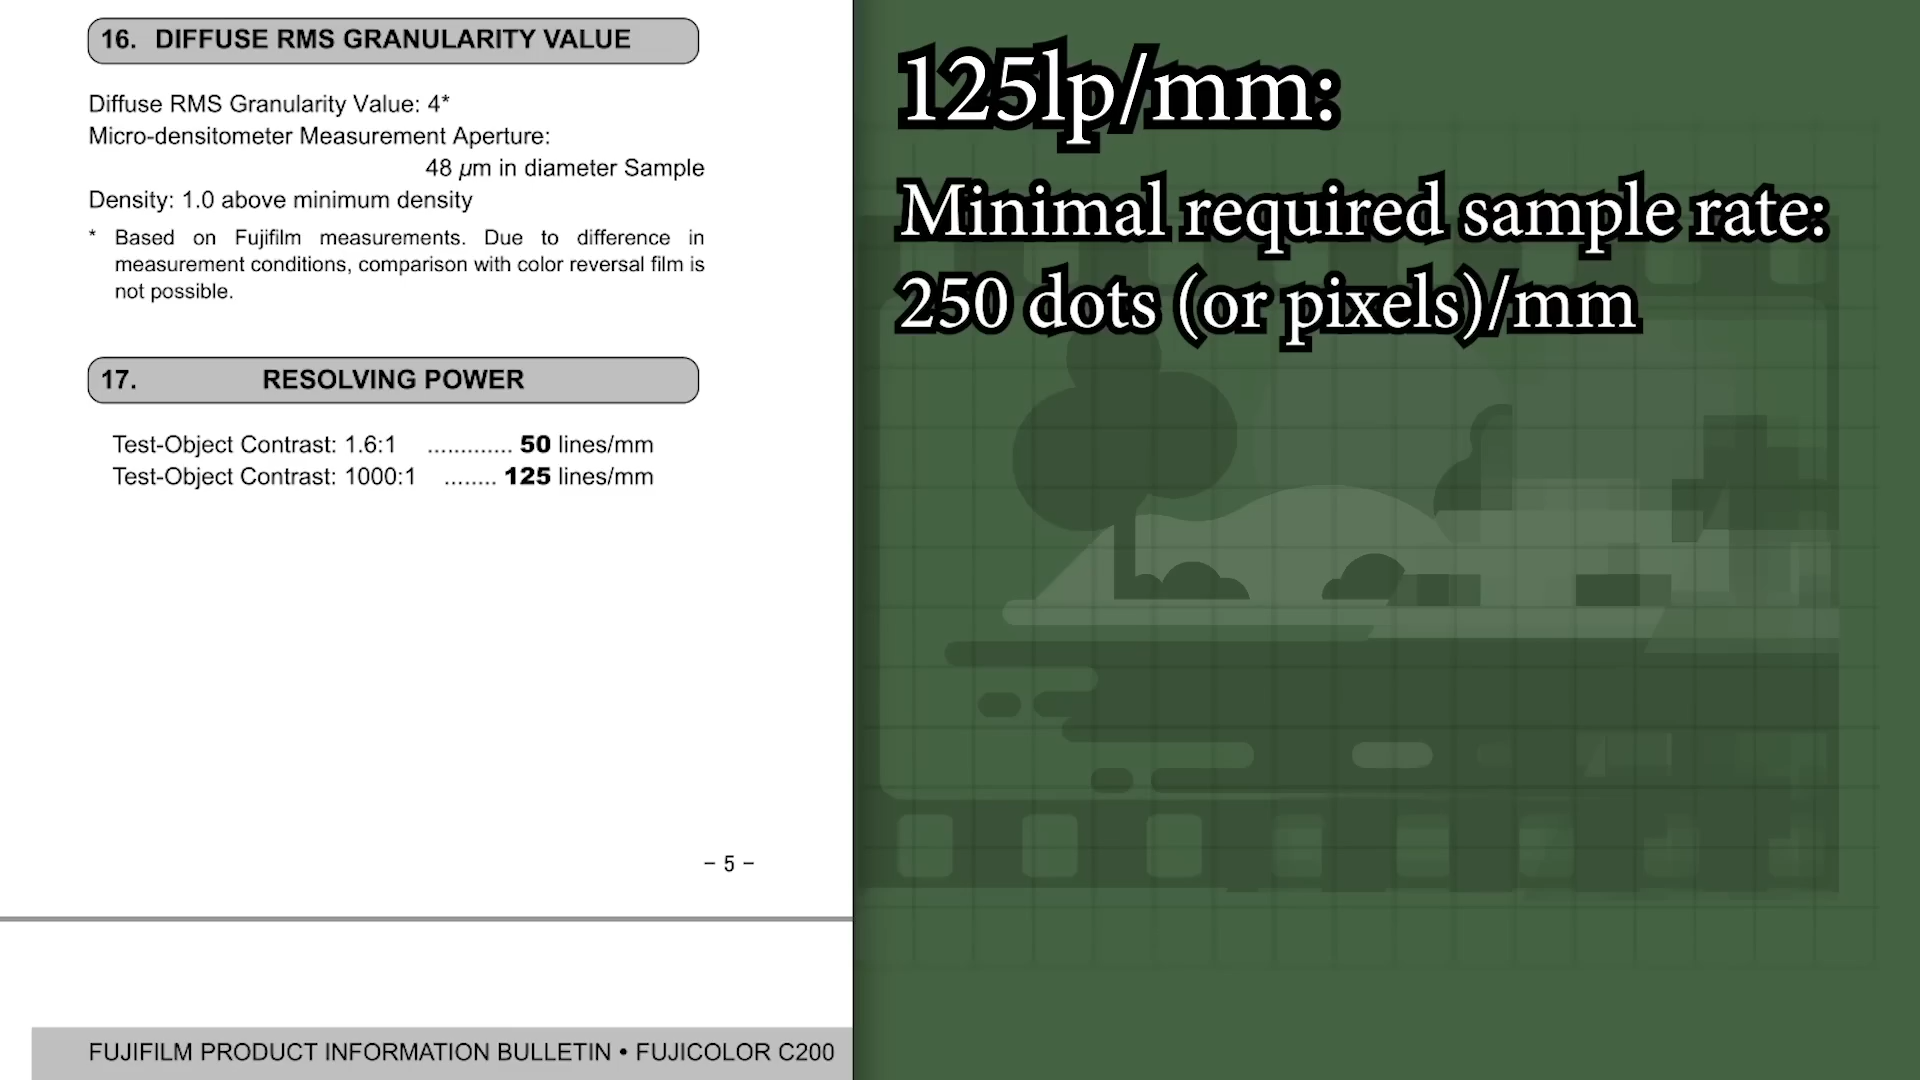 16. DIFFUSE RMS GRANULARITY VALUE
Diffuse RMS Granularity Value: 4*
Micro-densitometer Measurement Aperture:
48 µm in diameter Sample
Density: 1.0 above minimum density
* Based on Fujifilm measurements. Due to difference in
measurement conditions, comparison with color reversal film is
not possible.
17. RESOLVING POWER
Test-Object Contrast: 1.6:1 ............. 50 lines/mm
Test-Object Contrast: 1000:1 ........ 125 lines/mm
– 5 –
FUJIFILM PRODUCT INFORMATION BULLETIN • FUJICOLOR C200
125lp/mm:
Minimal required sample rate:
250 dots (or pixels)/mm